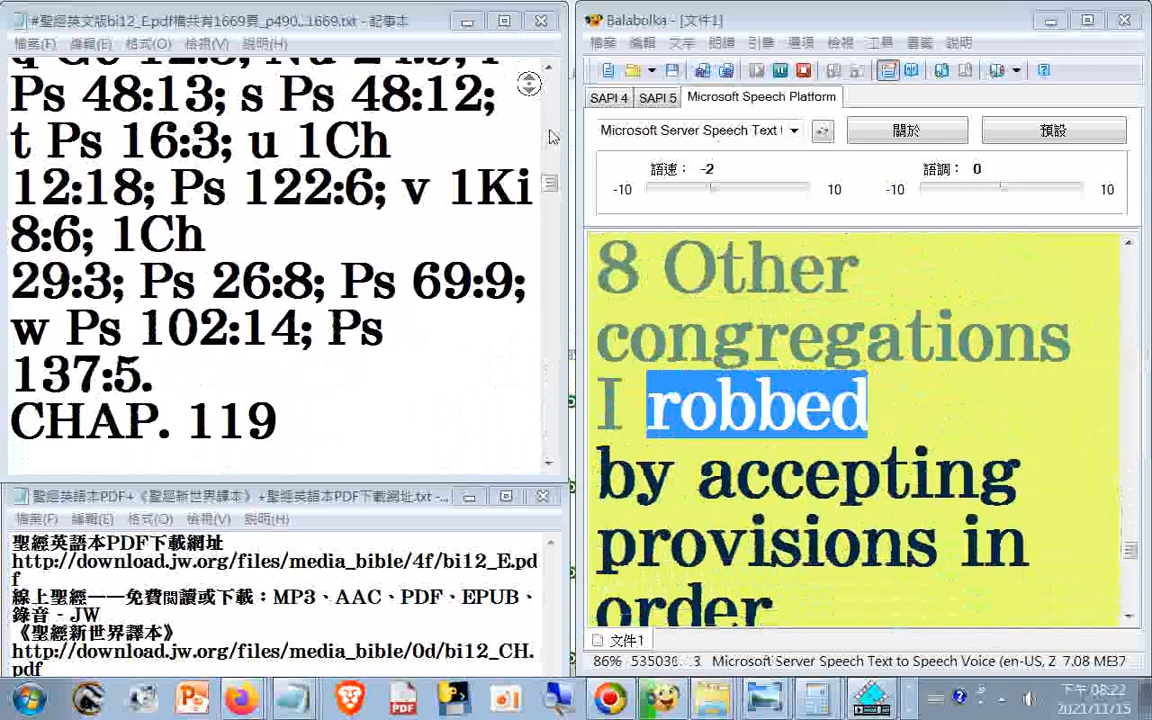 #聖經英文版bi12_E.pdf檔共有1669頁_p490...1669.txt - 記事本
檔案(F) 編輯(E) 格式(O) 檢視(V) 說明(H)
Ps 48:13; s Ps 48:12;
t Ps 16:3; u 1Ch
12:18; Ps 122:6; v 1Ki
8:6; 1Ch
29:3; Ps 26:8; Ps 69:9;
w Ps 102:14; Ps
137:5.
CHAP. 119
聖經英語本PDF+《聖經新世界譯本》+聖經英語本PDF下載網址.txt - ...
檔案(F) 編輯(E) 格式(O) 檢視(V) 說明(H)
聖經英語本PDF下載網址
http://download.jw.org/files/media_bible/4f/bi12_E.pd
f
線上聖經——免費閱讀或下載：MP3、AAC、PDF、EPUB、
錄音 - JW
《聖經新世界譯本》
http://download.jw.org/files/media_bible/0d/bi12_CH.
pdf
Balabolka - [文件1]
檔案 編輯 文字 朗讀 引擎 選項 檢視 工具 書籤 說明
SAPI 4 SAPI 5 Microsoft Speech Platform
Microsoft Server Speech Text 關於 預設
語速： -2 語調： 0
-10 10 -10 10
8 Other
congregations
I robbed
by accepting
provisions in
order
文件1
86% Microsoft Server Speech Text to Speech Voice (en-US, Z 7.08 МВ37
下午 08:22
2021/11/15